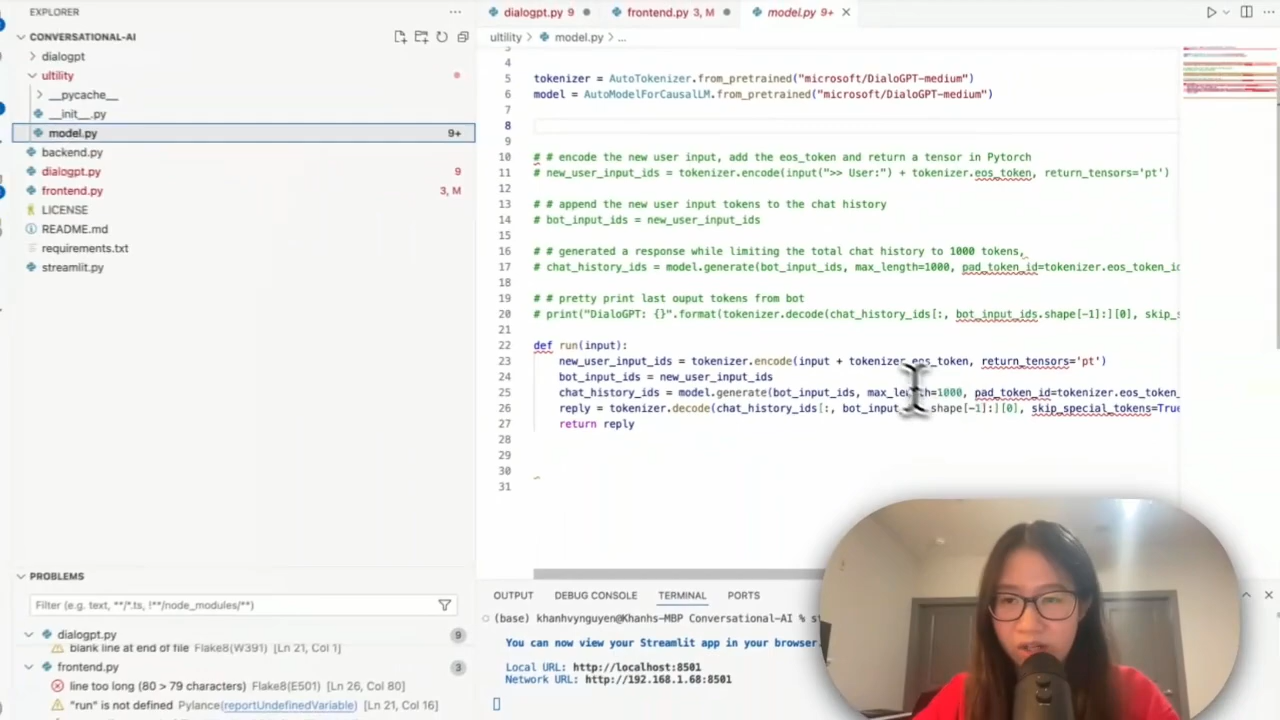 EXPLORER
CONVERSATIONAL-AI
dialogpt
ultility
__pycache__
__init__.py
model.py 9+
backend.py
dialogpt.py 9
frontend.py 3, M
LICENSE
README.md
requirements.txt
streamlit.py
PROBLEMS
Filter (e.g. text, **/*.ts, !**/node_modules/**)
dialogpt.py 9
blank line at end of file Flake8(W391) [Ln 21, Col 1]
frontend.py 3
line too long (80 > 79 characters) Flake8(E501) [Ln 26, Col 80]
"run" is not defined Pylance(reportUndefinedVariable) [Ln 21, Col 16]
dialogpt.py 9 frontend.py 3, M model.py 9+
ultility > model.py > ...
4
5 tokenizer = AutoTokenizer.from_pretrained("microsoft/DialoGPT-medium")
6 model = AutoModelForCausalLM.from_pretrained("microsoft/DialoGPT-medium")
7
8
9
10 # # encode the new user input, add the eos_token and return a tensor in Pytorch
11 # new_user_input_ids = tokenizer.encode(input(">> User:") + tokenizer.eos_token, return_tensors='pt')
12
13 # # append the new user input tokens to the chat history
14 # bot_input_ids = new_user_input_ids
15
16 # # generated a response while limiting the total chat history to 1000 tokens,
17 # chat_history_ids = model.generate(bot_input_ids, max_length=1000, pad_token_id=tokenizer.eos_token_id
18
19 # # pretty print last ouput tokens from bot
20 # print("DialoGPT: {}".format(tokenizer.decode(chat_history_ids[:, bot_input_ids.shape[-1]:][0], skip_s
21
22 def run(input):
23 new_user_input_ids = tokenizer.encode(input + tokenizer.eos_token, return_tensors='pt')
24 bot_input_ids = new_user_input_ids
25 chat_history_ids = model.generate(bot_input_ids, max_length=1000, pad_token_id=tokenizer.eos_token_
26 reply = tokenizer.decode(chat_history_ids[:, bot_input_ shape[-1]:][0], skip_special_tokens=True
27 return reply
28
29
30
31
OUTPUT DEBUG CONSOLE TERMINAL PORTS
(base) khanhvynguyen@Khanhs-MBP Conversational-AI % st
You can now view your Streamlit app in your browser.
Local URL: http://localhost:8501
Network URL: http://192.168.1.68:8501